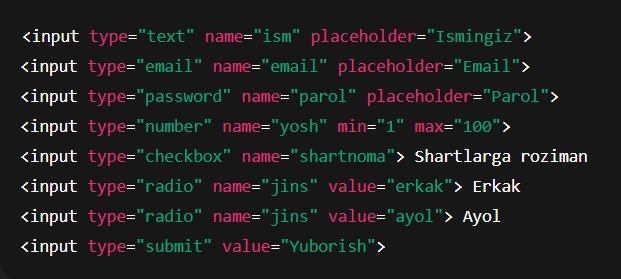 <input type="text" name="ism" placeholder="Ismingiz">
<input type="email" name="email" placeholder="Email">
<input type="password" name="parol" placeholder="Parol">
<input type="number" name="yosh" min="1" max="100">
<input type="checkbox" name="shartnoma"> Shartlarga roziman
<input type="radio" name="jins" value="erkak"> Erkak
<input type="radio" name="jins" value="ayol"> Ayol
<input type="submit" value="Yuborish">